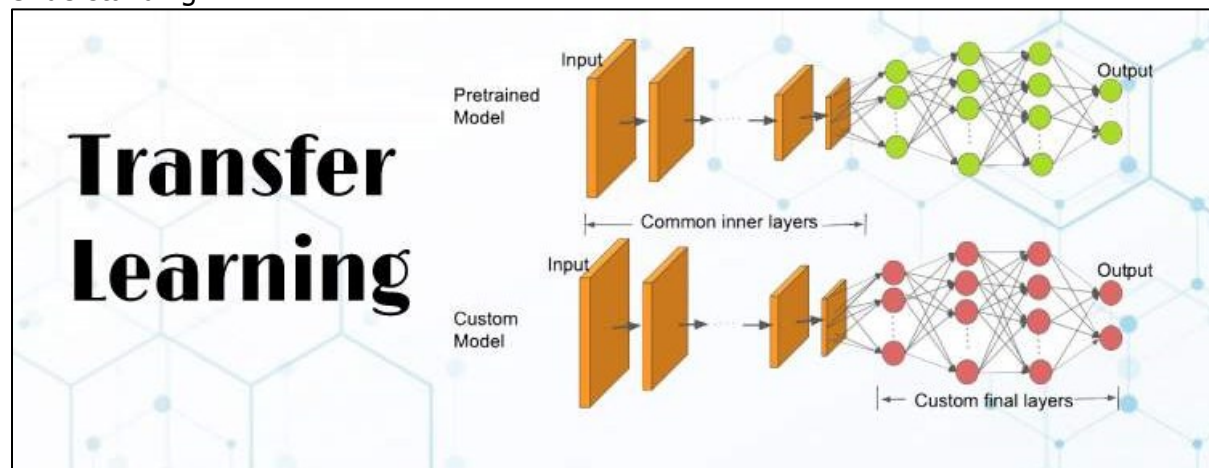 Transfer
Learning
Pretrained
Model
Input
Output
Common inner layers
Custom
Model
Input
Output
Custom final layers